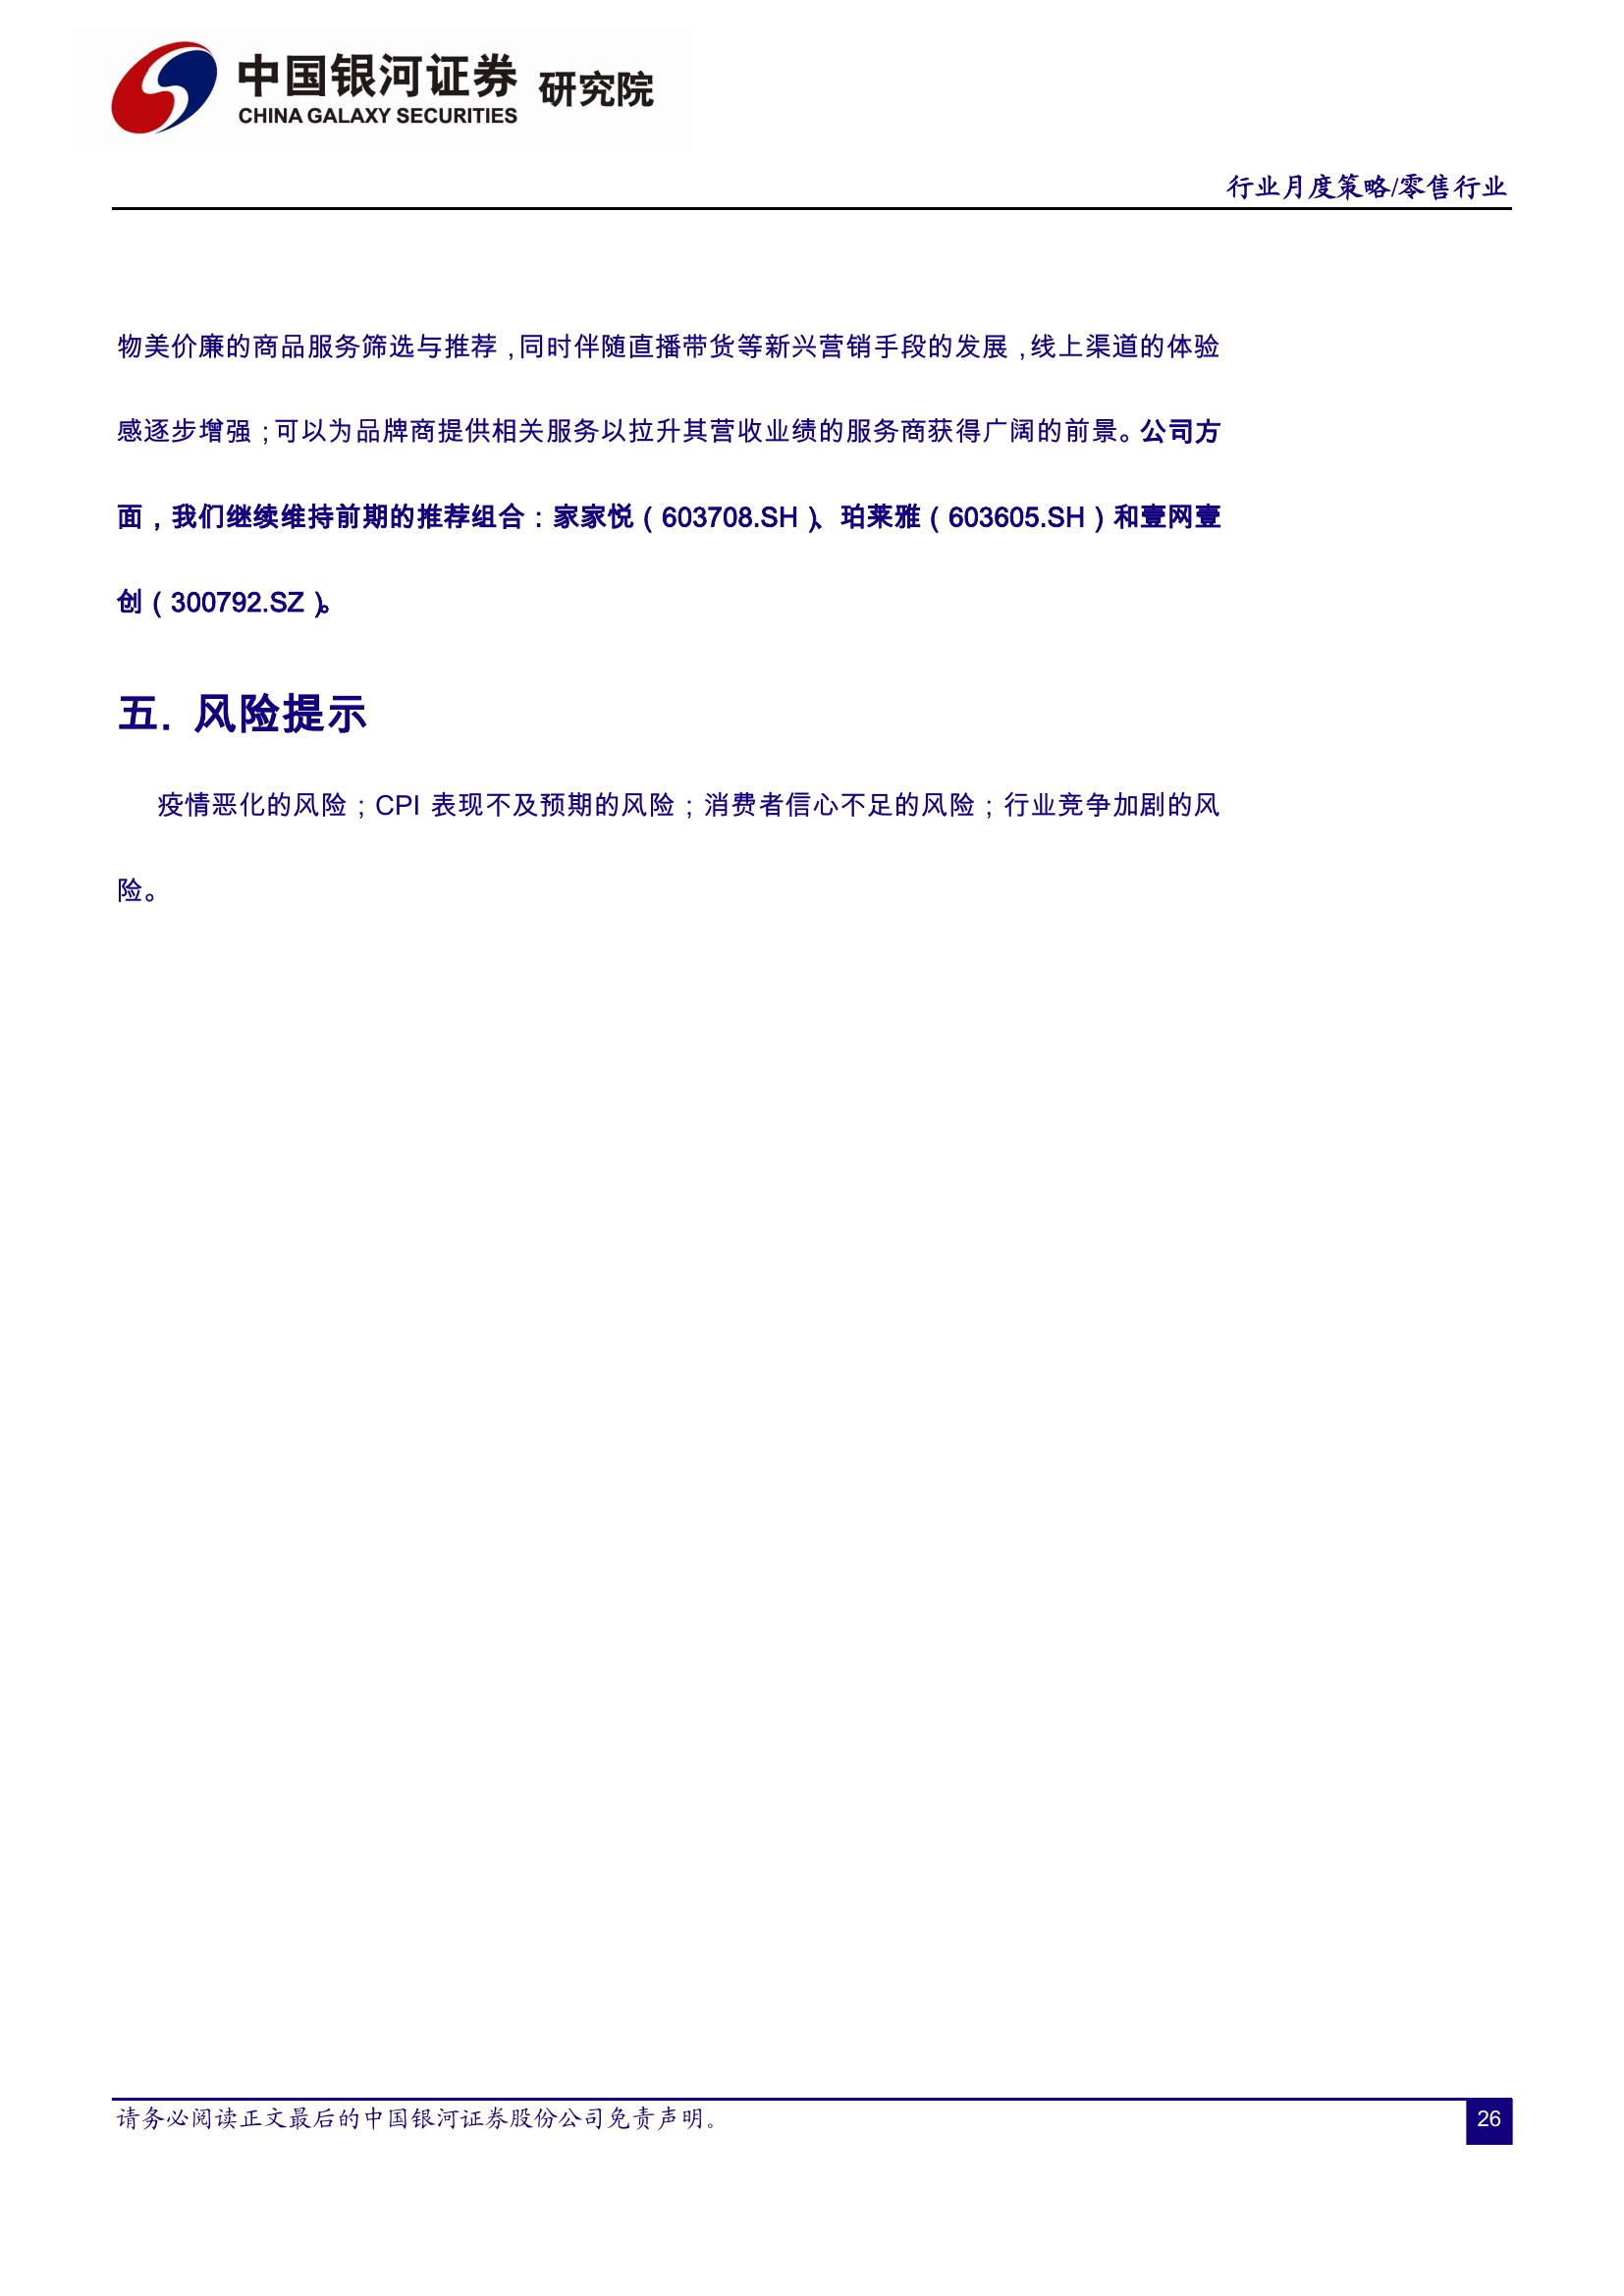 中国银河证券 研究院
CHINA GALAXY SECURITIES
行业月度策略/零售行业
物美价廉的商品服务筛选与推荐，同时伴随直播带货等新兴营销手段的发展，线上渠道的体验
感逐步增强；可以为品牌商提供相关服务以拉升其营收业绩的服务商获得广阔的前景。公司方
面，我们继续维持前期的推荐组合：家家悦（603708.SH）、珀莱雅（603605.SH）和壹网壹
创（300792.SZ）。
五. 风险提示
疫情恶化的风险；CPI 表现不及预期的风险；消费者信心不足的风险；行业竞争加剧的风
险。
请务必阅读正文最后的中国银河证券股份公司免责声明。
26